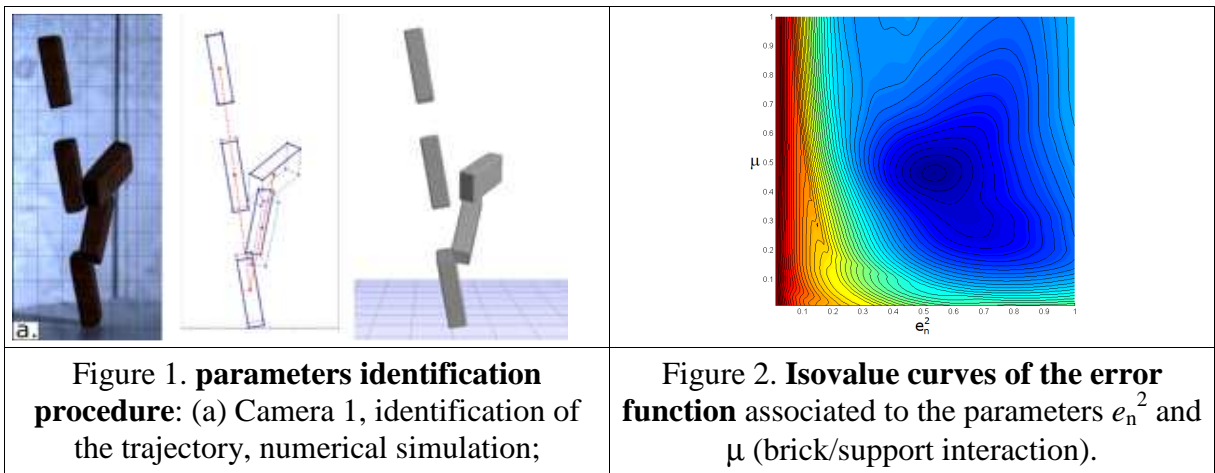 a.
1
0.9
0.8
0.7
0.6
μ 0.5
0.4
0.3
0.2
0.1
0.1 0.2 0.3 0.4 0.5 0.6 0.7 0.8 0.9 1
e_n^2
Figure 1. parameters identification
procedure: (a) Camera 1, identification of
the trajectory, numerical simulation;
Figure 2. Isovalue curves of the error
function associated to the parameters e_n^2 and
μ (brick/support interaction).